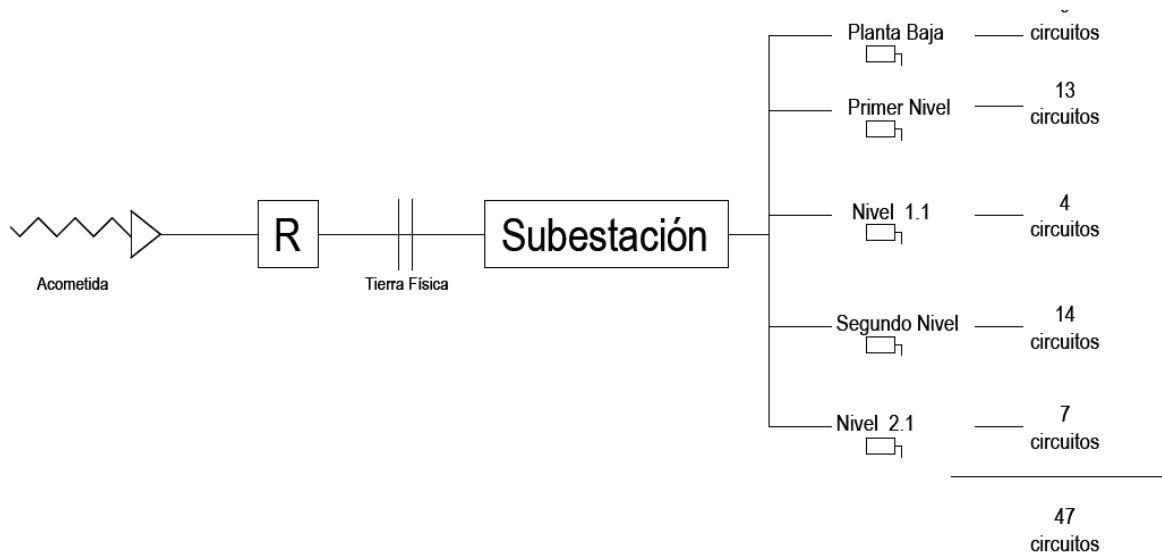 Planta Baja
circuitos
13
Primer Nivel
circuitos
4
Nivel 1.1
circuitos
R
Subestación
Acometida
Tierra Física
14
Segundo Nivel
circuitos
7
Nivel 2.1
circuitos
47
circuitos